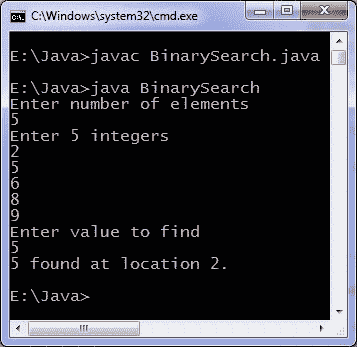 C:\Windows\system32\cmd.exe
E:\Java>javac BinarySearch.java
E:\Java>java BinarySearch
Enter number of elements
5
Enter 5 integers
2
5
6
8
9
Enter value to find
5
5 found at location 2.
E:\Java>